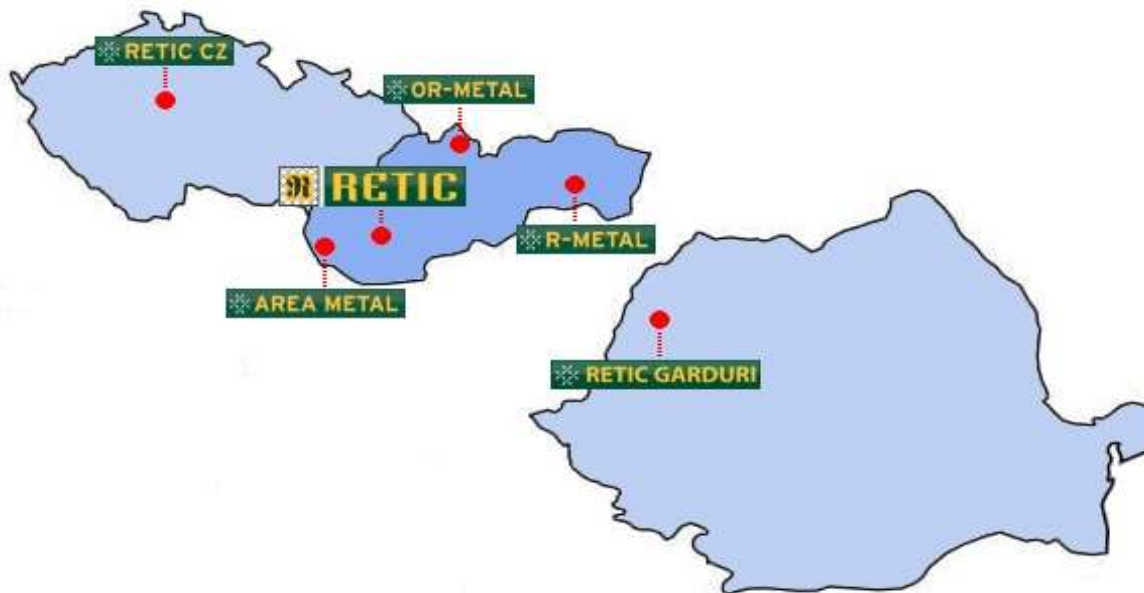 RETIC CZ
OR-METAL
RETIC
R-METAL
AREA METAL
RETIC GARDURI